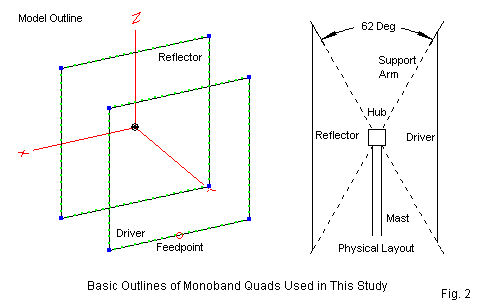 Model Outline
Z
Reflector
X
Y
Driver
Feedpoint
62 Deg
Support
Arm
Hub
Reflector
Driver
Mast
Physical Layout
Basic Outlines of Monoband Quads Used in This Study
Fig. 2